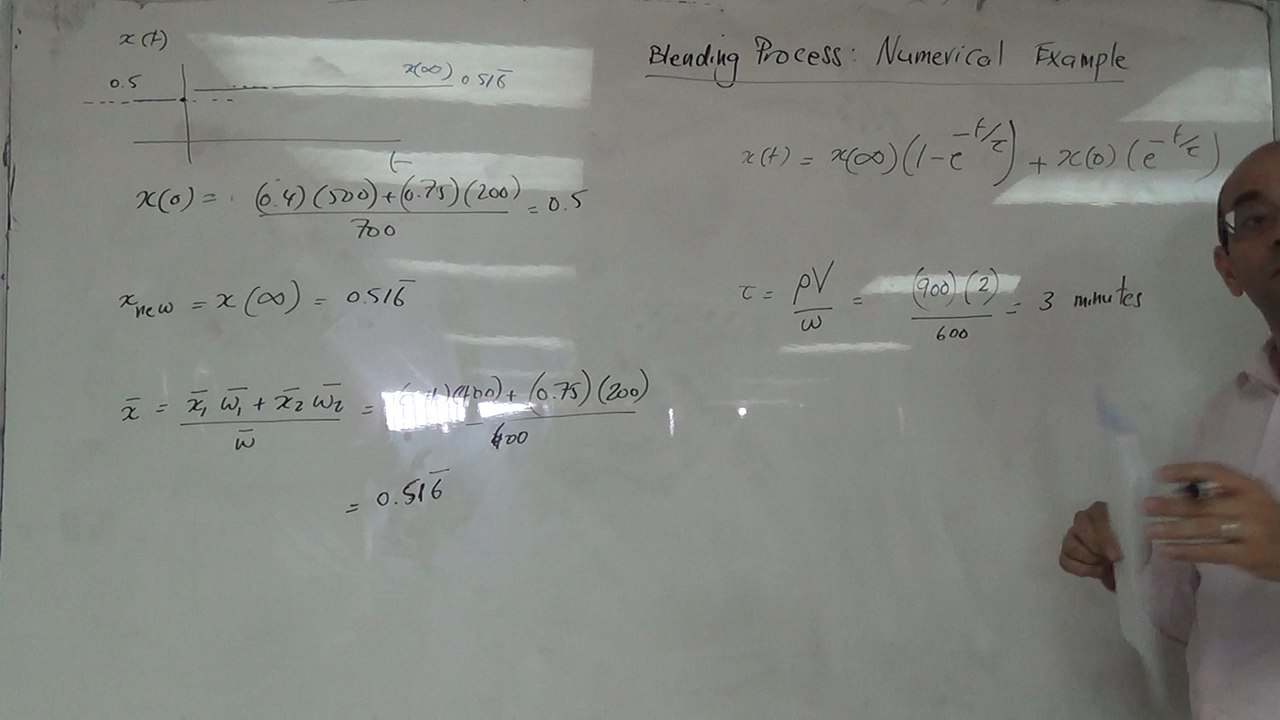 x(t)
0.5
x(∞) 0.516̅
t
x(0) = (0.4)(500)+(0.75)(200) / 700 = 0.5
x_new = x(∞) = 0.516̅
x̅ = x̅₁ w̅₁ + x̅₂ w̅₂ / w̅ = (400) + (0.75)(200) / 600
= 0.516̅
Blending Process: Numerical Example
x(t) = x(∞)(1-e^{-t/τ}) + x(0)(e^{-t/τ})
τ = ρV / ω = (900)(2) / 600 = 3 minutes